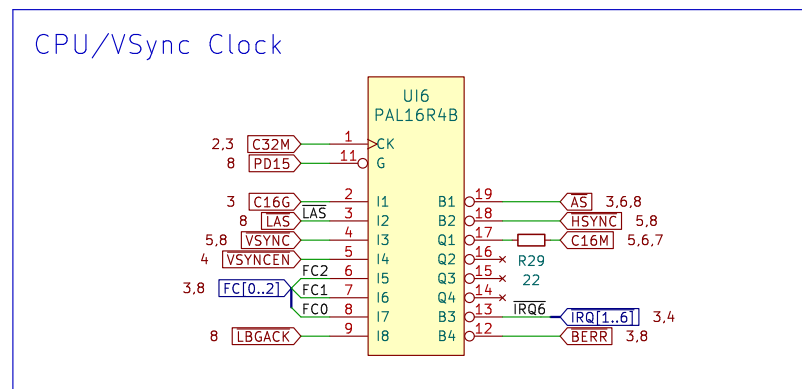 CPU/VSync Clock
UI6
PAL16R4B
2,3 C32M 1 CK
8 PD15 11 G
3 C16G 2 I1 B1 19 AS 3,6,8
LAS
8 LAS 3 I2 B2 18 HSYNC 5,8
5,8 VSYNC 4 I3 Q1 17 C16M 5,6,7
4 VSYNCEN 5 I4 Q2 16 R29
FC2 6 I5 Q3 15 22
3,8 FC[0..2] FC1 7 I6 Q4 14
FC0 8 I7 B3 13 IRQ6 IRQ[1..6] 3,4
8 LBGACK 9 I8 B4 12 BERR 3,8